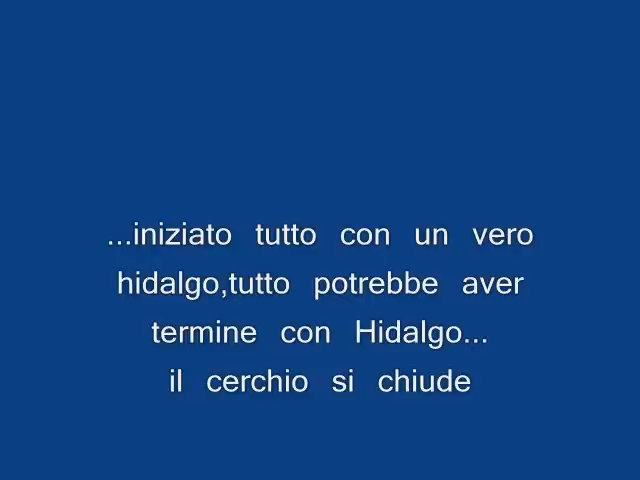 ...iniziato tutto con un vero
hidalgo,tutto potrebbe aver
termine con Hidalgo...
il cerchio si chiude